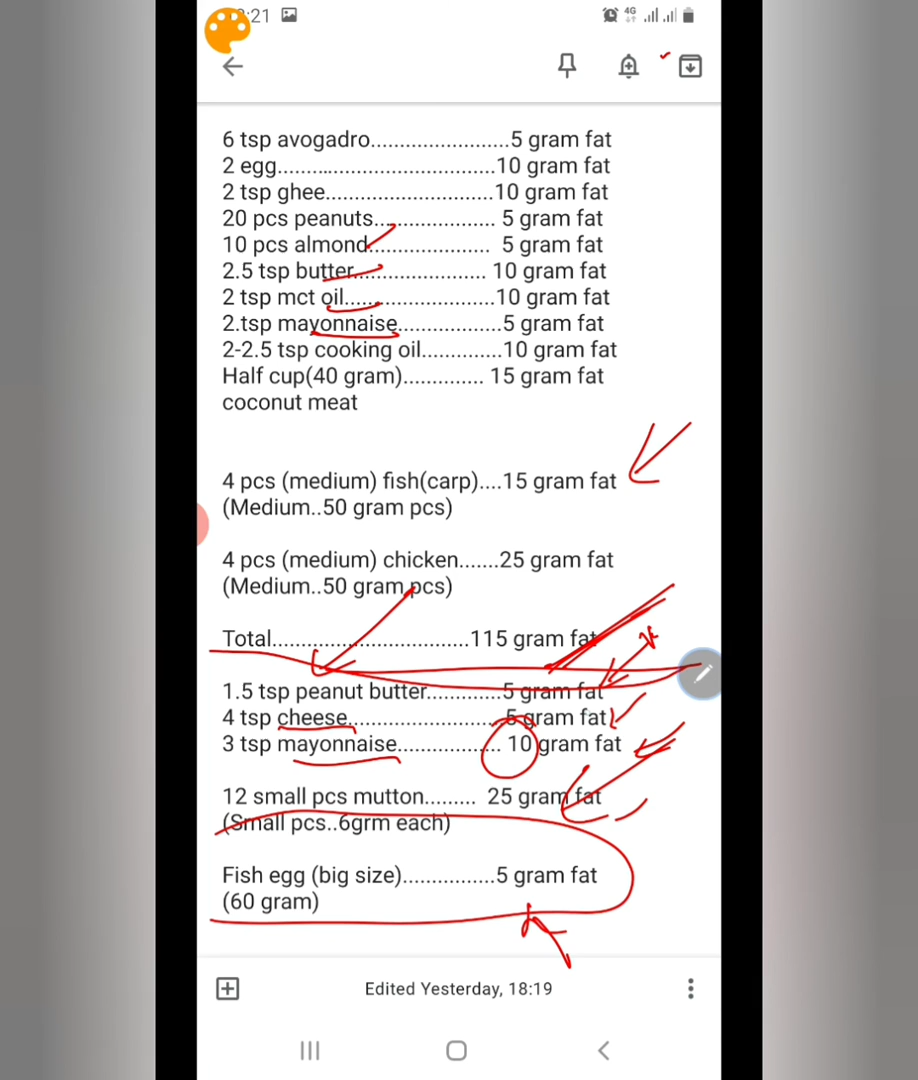 :21
4G
6 tsp avogadro.........................5 gram fat
2 egg.....................................10 gram fat
2 tsp ghee............................10 gram fat
20 pcs peanuts..................... 5 gram fat
10 pcs almond..................... 5 gram fat
2.5 tsp butter....................... 10 gram fat
2 tsp mct oil..........................10 gram fat
2.tsp mayonnaise..................5 gram fat
2-2.5 tsp cooking oil..............10 gram fat
Half cup(40 gram).............. 15 gram fat
coconut meat
4 pcs (medium) fish(carp)....15 gram fat
(Medium..50 gram pcs)
4 pcs (medium) chicken.......25 gram fat
(Medium..50 gram pcs)
Total..................................115 gram fat
1.5 tsp peanut butter.............5 gram fat
4 tsp cheese.........................5 gram fat
3 tsp mayonnaise.................. 10 gram fat
12 small pcs mutton......... 25 gram fat
(Small pcs..6grm each)
Fish egg (big size)................5 gram fat
(60 gram)
Edited Yesterday, 18:19